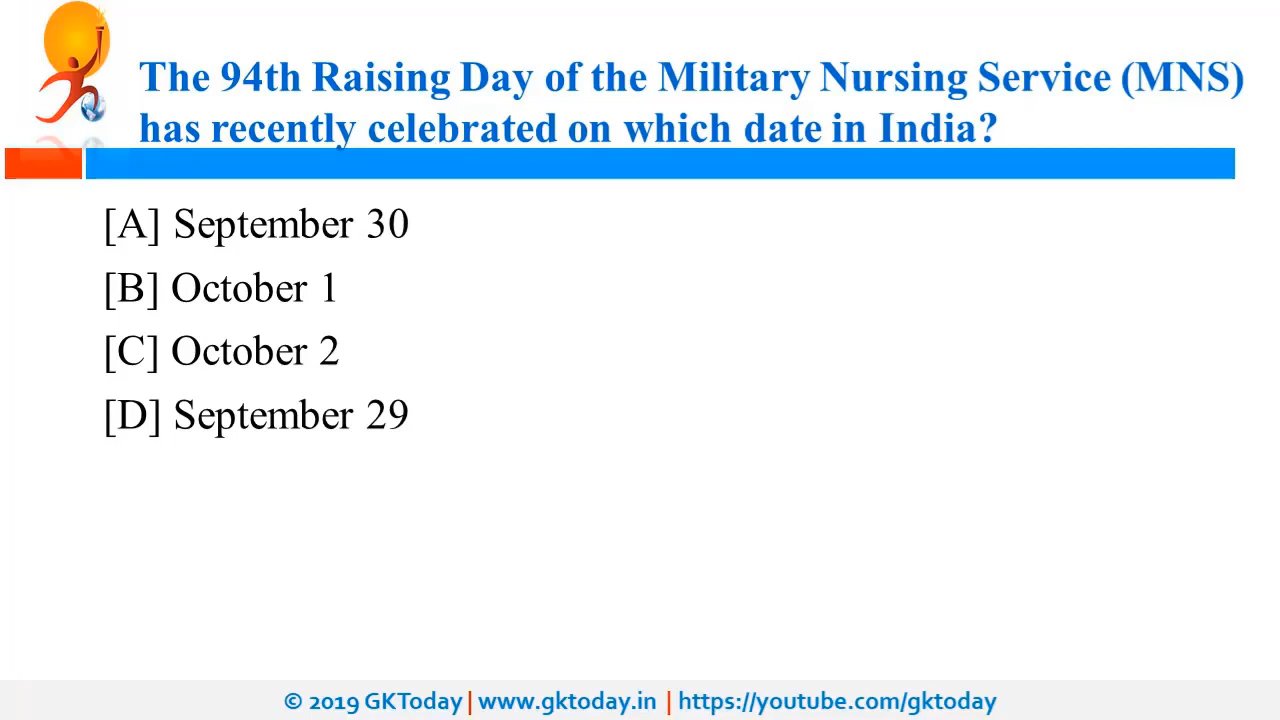 The 94th Raising Day of the Military Nursing Service (MNS)
has recently celebrated on which date in India?
[A] September 30
[B] October 1
[C] October 2
[D] September 29
© 2019 GKToday | www.gktoday.in | https://youtube.com/gktoday